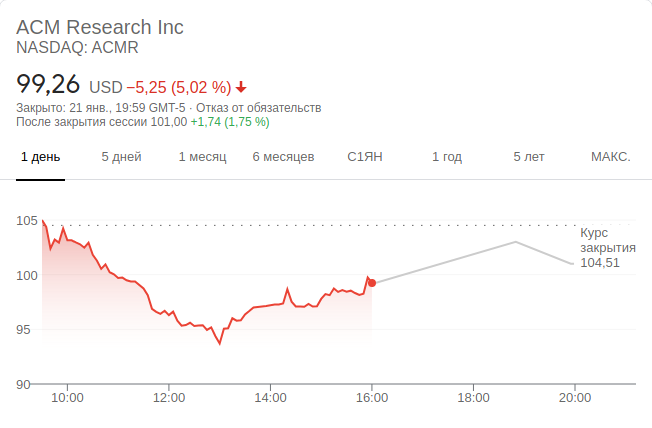 ACM Research Inc
NASDAQ: ACMR
99,26 USD −5,25 (5,02 %)
Закрыто: 21 янв., 19:59 GMT-5 · Отказ от обязательств
После закрытия сессии 101,00 +1,74 (1,75 %)
1 день 5 дней 1 месяц 6 месяцев С1ЯН 1 год 5 лет МАКС.
105
100
95
90
Курс
закрытия
104,51
10:00 12:00 14:00 16:00 18:00 20:00